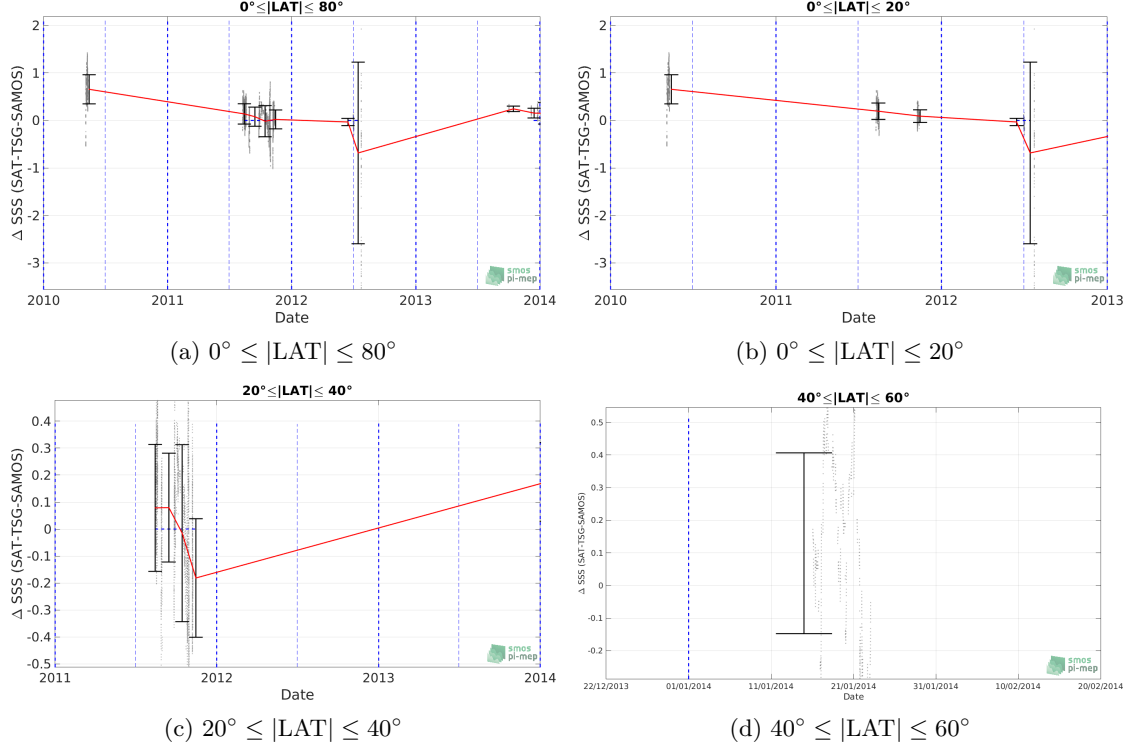 0°≤|LAT|≤ 80°
2
1
0
-1
-2
-3
Δ SSS (SAT-TSG-SAMOS)
2010 2011 2012 2013 2014
Date
smos
pi-mep
(a) 0° ≤ |LAT| ≤ 80°
0°≤|LAT|≤ 20°
2
1
0
-1
-2
-3
Δ SSS (SAT-TSG-SAMOS)
2010 2011 2012 2013
Date
smos
pi-mep
(b) 0° ≤ |LAT| ≤ 20°
20°≤|LAT|≤ 40°
0.4
0.3
0.2
0.1
0
-0.1
-0.2
-0.3
-0.4
-0.5
Δ SSS (SAT-TSG-SAMOS)
2011 2012 2013 2014
Date
smos
pi-mep
(c) 20° ≤ |LAT| ≤ 40°
40°≤|LAT|≤ 60°
0.5
0.4
0.3
0.2
0.1
0
-0.1
-0.2
Δ SSS (SAT-TSG-SAMOS)
22/12/2013 01/01/2014 11/01/2014 21/01/2014 31/01/2014 10/02/2014 20/02/2014
Date
smos
pi-mep
(d) 40° ≤ |LAT| ≤ 60°